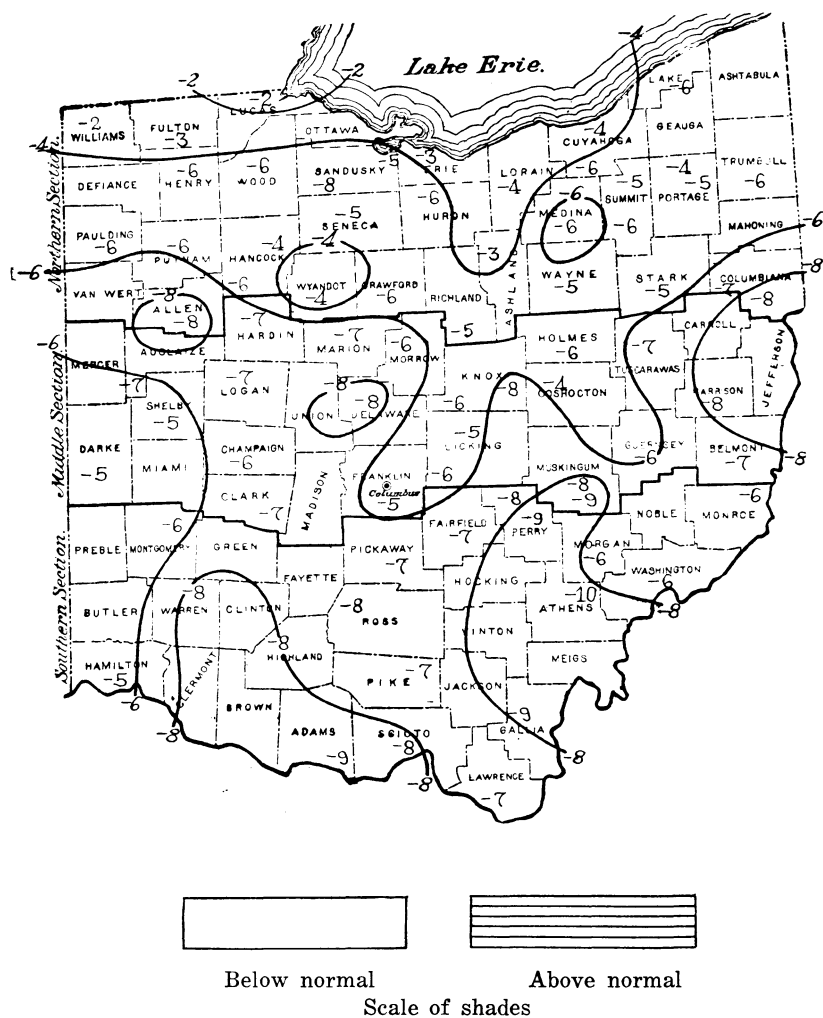 -4
Lake Erie.
-2 -2
-2
LAKE
-6
ASHTABULA
LUCAS
-2
WILLIAMS
FULTON
-3
OTTAWA
-4
CUYAHOGA
GEAUGA
-4
-5
-3
ERIE
DEFIANCE
-6
HENRY
-6
WOOD
SANDUSKY
-8
LORAIN
-4
-6
-5
SUMMIT
-6
-4
-5
PORTAGE
TRUMBULL
-6
-6
HURON
-6
MEDINA
-6
-5
SENECA
MAHONING
-6
PAULDING
-6
-6
PUTNAM
-4
HANCOCK
-6
-4
WYANDOT
-4
CRAWFORD
-6
RICHLAND
-5
-3
ASHLAND
WAYNE
-5
STARK
-5
-7
COLUMBIANA
-8
-8
Northern Section.
-6
VAN WERT
-8
ALLEN
-8
-7
HARDIN
-7
MARION
-6
MORROW
HOLMES
-6
CARROLL
JEFFERSON
-6
MERCER
-7
AUGLAIZE
-7
LOGAN
-8
UNION
DELAWARE
KNOX
-8
-6
-4
COSHOCTON
-7
TUSCARAWAS
-8
HARRISON
SHELBY
-5
DARKE
-5
MIAMI
CHAMPAIGN
-6
-5
LICKING
-6
GUERNSEY
-6
BELMONT
-7
-8
Middle Section.
CLARK
-7
MADISON
FRANKLIN
Columbus
-5
MUSKINGUM
-8
-9
-8
NOBLE
-6
MONROE
PREBLE
-6
MONTGOMERY
GREEN
FAYETTE
PICKAWAY
-7
FAIRFIELD
-7
-9
PERRY
MORGAN
-6
WASHINGTON
-6
-8
HOCKING
-10
ATHENS
BUTLER
-8
WARREN
CLINTON
-8
ROSS
VINTON
MEIGS
Southern Section.
HAMILTON
-5
-6
CLERMONT
-8
-8
HIGHLAND
PIKE
-7
JACKSON
-9
GALLIA
-8
BROWN
ADAMS
-9
SCIOTO
-8
-8
LAWRENCE
-7
Below normal Above normal
Scale of shades